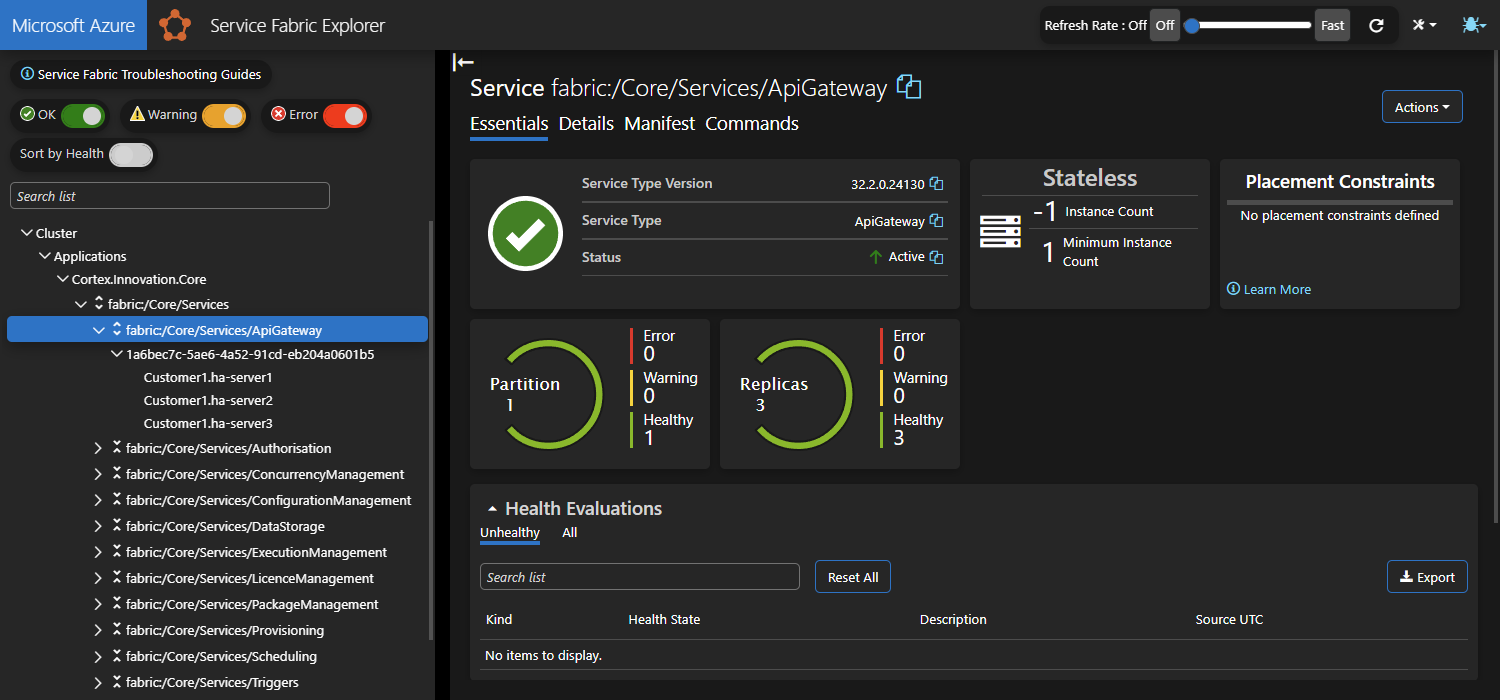 Microsoft Azure
Service Fabric Explorer
Refresh Rate : Off Off Fast
Service Fabric Troubleshooting Guides
OK Warning Error
Sort by Health
Search list
Cluster
Applications
Cortex.Innovation.Core
fabric:/Core/Services
fabric:/Core/Services/ApiGateway
1a6bec7c-5ae6-4a52-91cd-eb204a0601b5
Customer1.ha-server1
Customer1.ha-server2
Customer1.ha-server3
fabric:/Core/Services/Authorisation
fabric:/Core/Services/ConcurrencyManagement
fabric:/Core/Services/ConfigurationManagement
fabric:/Core/Services/DataStorage
fabric:/Core/Services/ExecutionManagement
fabric:/Core/Services/LicenceManagement
fabric:/Core/Services/PackageManagement
fabric:/Core/Services/Provisioning
fabric:/Core/Services/Scheduling
fabric:/Core/Services/Triggers
Service fabric:/Core/Services/ApiGateway
Actions
Essentials Details Manifest Commands
Service Type Version 32.2.0.24130
Service Type ApiGateway
Status Active
Stateless
-1 Instance Count
1 Minimum Instance
Count
Placement Constraints
No placement constraints defined
Learn More
Partition
1
Error
0
Warning
0
Healthy
1
Replicas
3
Error
0
Warning
0
Healthy
3
Health Evaluations
Unhealthy All
Search list
Reset All
Export
Kind Health State Description Source UTC
No items to display.